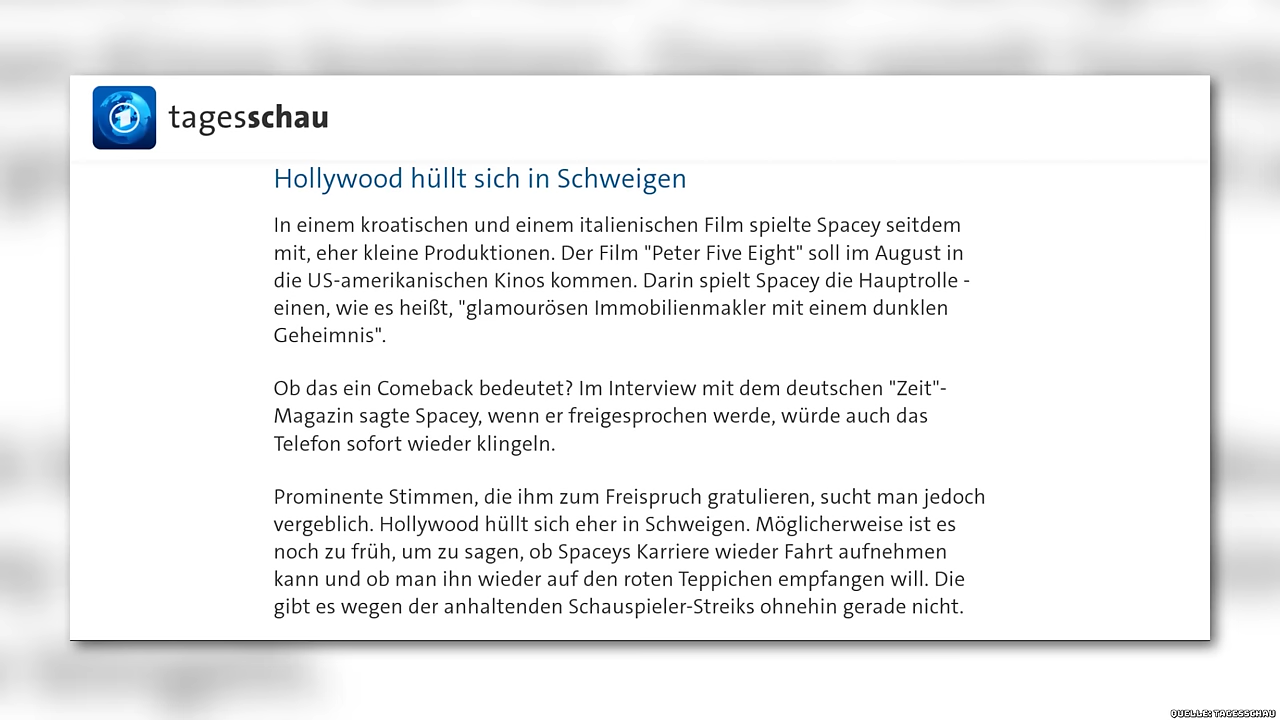 tagesschau
Hollywood hüllt sich in Schweigen
In einem kroatischen und einem italienischen Film spielte Spacey seitdem
mit, eher kleine Produktionen. Der Film "Peter Five Eight" soll im August in
die US-amerikanischen Kinos kommen. Darin spielt Spacey die Hauptrolle -
einen, wie es heißt, "glamourösen Immobilienmakler mit einem dunklen
Geheimnis".
Ob das ein Comeback bedeutet? Im Interview mit dem deutschen "Zeit"-
Magazin sagte Spacey, wenn er freigesprochen werde, würde auch das
Telefon sofort wieder klingeln.
Prominente Stimmen, die ihm zum Freispruch gratulieren, sucht man jedoch
vergeblich. Hollywood hüllt sich eher in Schweigen. Möglicherweise ist es
noch zu früh, um zu sagen, ob Spaceys Karriere wieder Fahrt aufnehmen
kann und ob man ihn wieder auf den roten Teppichen empfangen will. Die
gibt es wegen der anhaltenden Schauspieler-Streiks ohnehin gerade nicht.
QUELLE: TAGESSCHAU